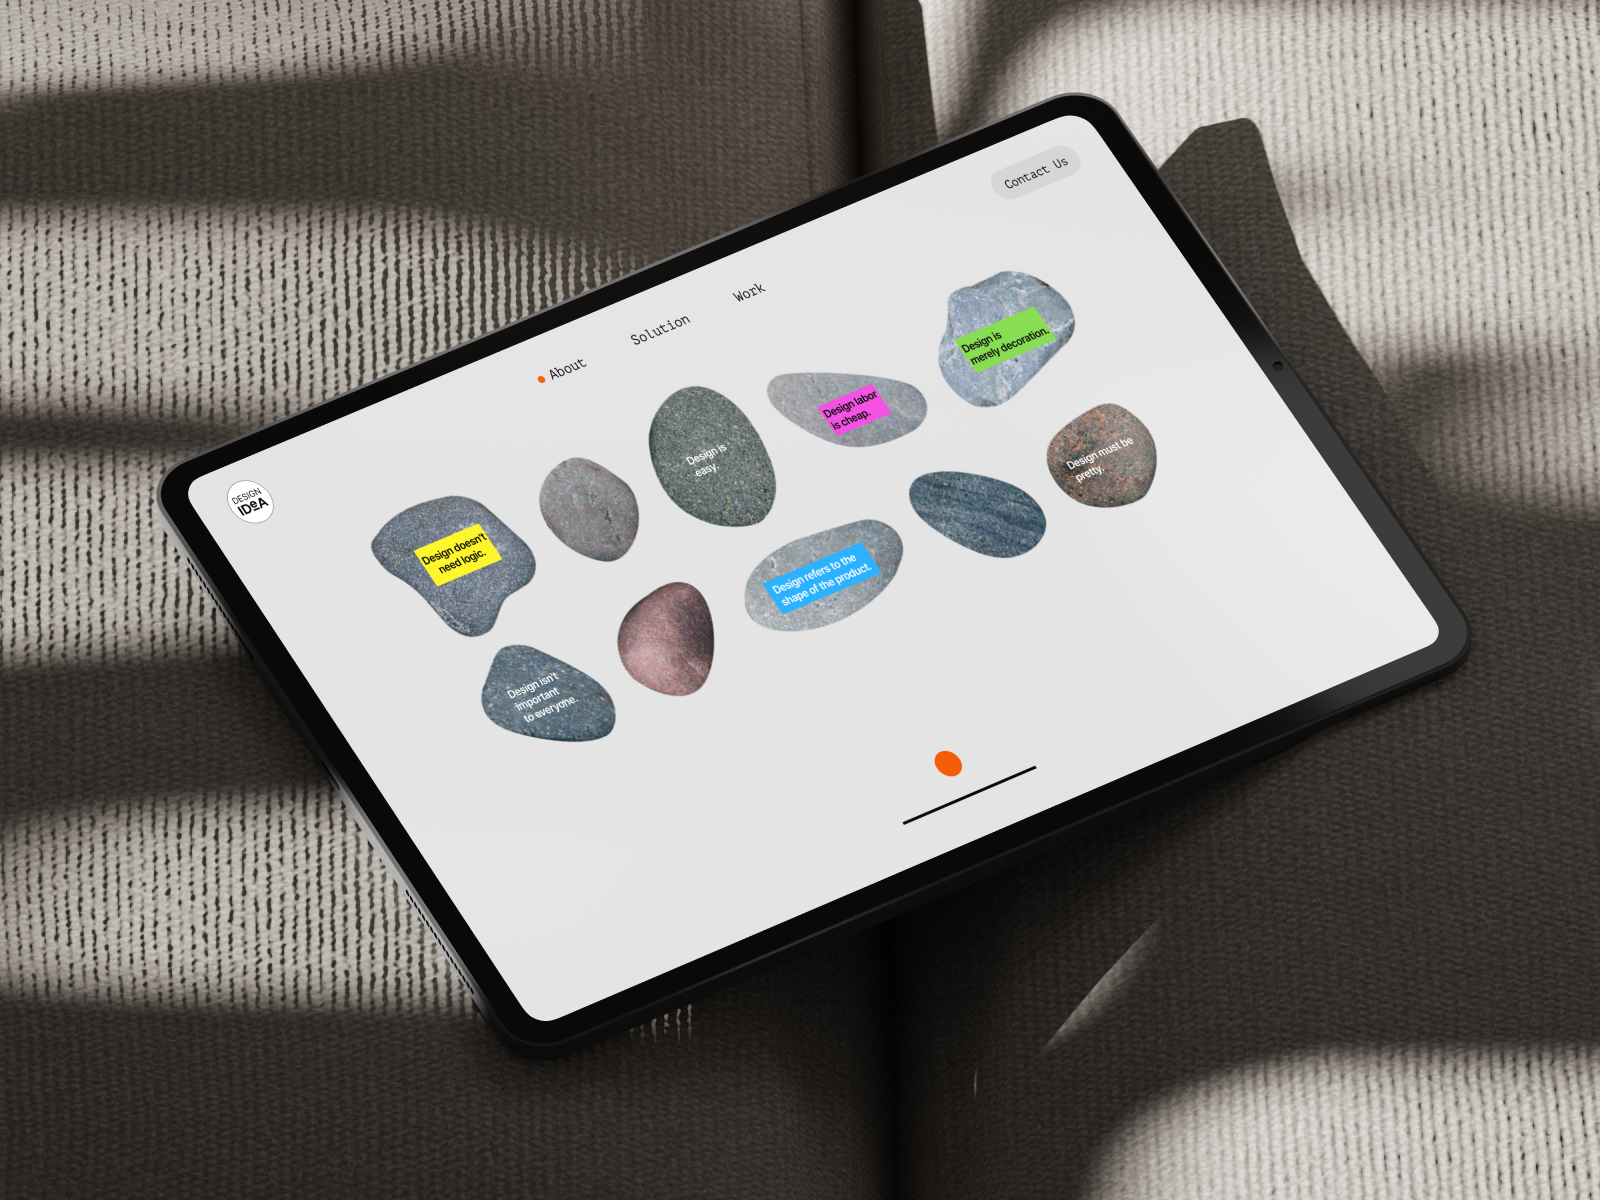 DESIGN
IDeA
About
Solution
Work
Contact Us
Design doesn't
need logic.
Design is
easy.
Design labor
is cheap.
Design is
merely decoration.
Design isn't
important
to everyone.
Design refers to the
shape of the product.
Design must be
pretty.